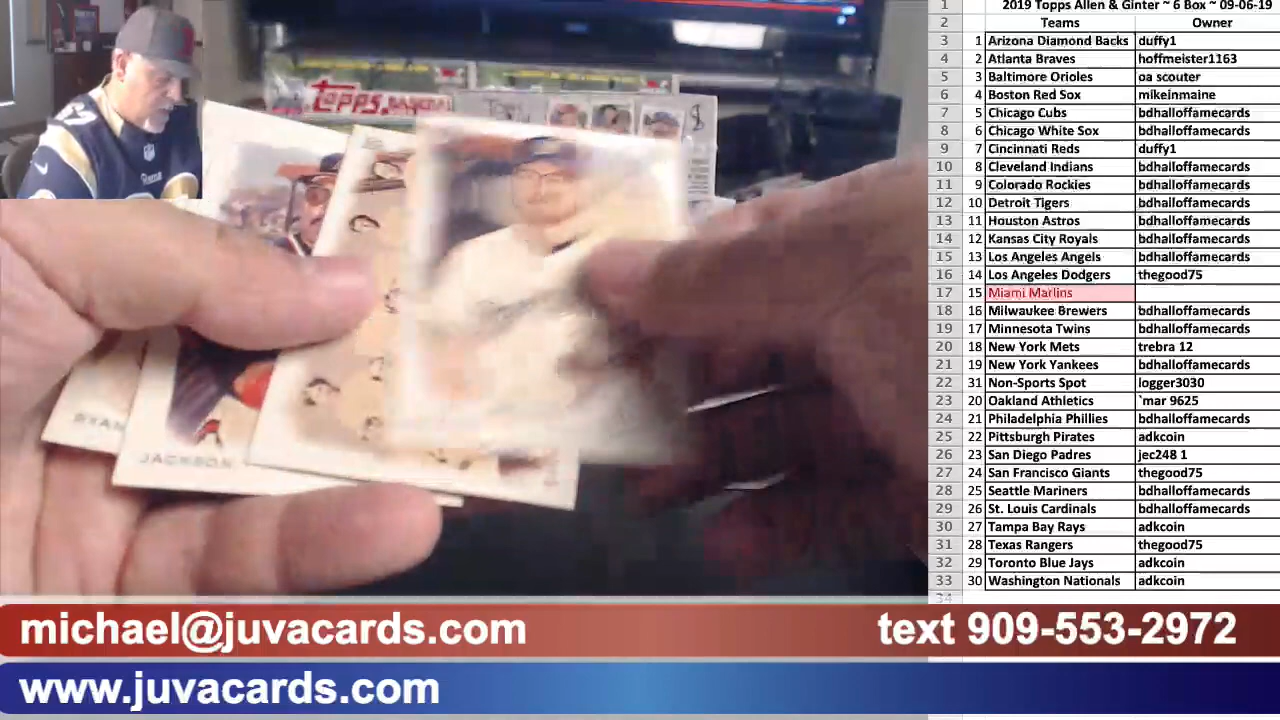 1 2019 Topps Allen & Ginter ~ 6 Box ~ 09-06-19
2 Teams Owner
3 1 Arizona Diamond Backs duffy1
4 2 Atlanta Braves hoffmeister1163
5 3 Baltimore Orioles oa scouter
6 4 Boston Red Sox mikeinmaine
7 5 Chicago Cubs bdhalloffamecards
8 6 Chicago White Sox bdhalloffamecards
9 7 Cincinnati Reds duffy1
10 8 Cleveland Indians bdhalloffamecards
11 9 Colorado Rockies bdhalloffamecards
12 10 Detroit Tigers bdhalloffamecards
13 11 Houston Astros bdhalloffamecards
14 12 Kansas City Royals bdhalloffamecards
15 13 Los Angeles Angels bdhalloffamecards
16 14 Los Angeles Dodgers thegood75
17 15 Miami Marlins
18 16 Milwaukee Brewers bdhalloffamecards
19 17 Minnesota Twins bdhalloffamecards
20 18 New York Mets trebra 12
21 19 New York Yankees bdhalloffamecards
22 31 Non-Sports Spot logger3030
23 20 Oakland Athletics `mar 9625
24 21 Philadelphia Phillies bdhalloffamecards
25 22 Pittsburgh Pirates adkcoin
26 23 San Diego Padres jec248 1
27 24 San Francisco Giants thegood75
28 25 Seattle Mariners bdhalloffamecards
29 26 St. Louis Cardinals bdhalloffamecards
30 27 Tampa Bay Rays adkcoin
31 28 Texas Rangers thegood75
32 29 Toronto Blue Jays adkcoin
33 30 Washington Nationals adkcoin
34
Topps BASEBALL
NFL
RYAN
JACKSON
michael@juvacards.com text 909-553-2972
www.juvacards.com